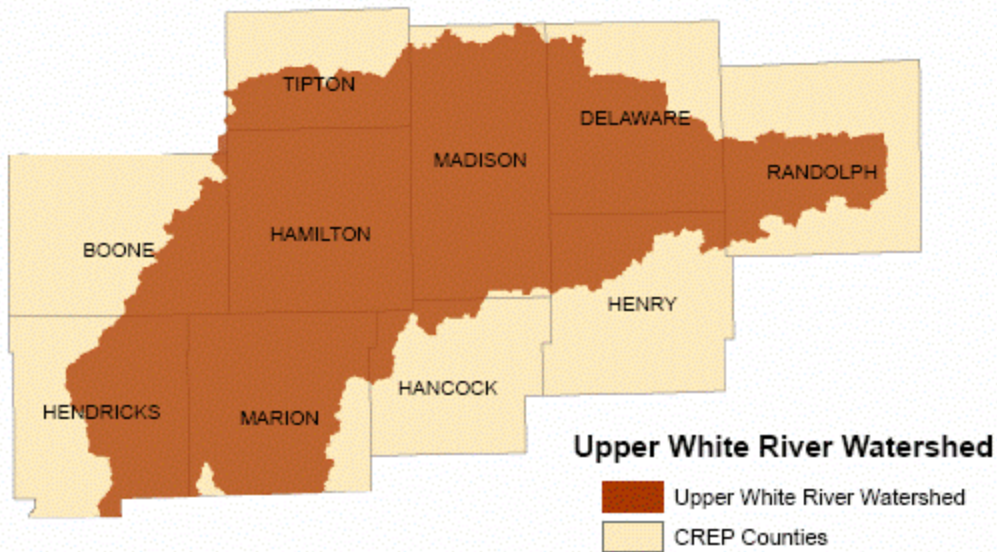 TIPTON
DELAWARE
MADISON
RANDOLPH
HAMILTON
BOONE
HENRY
HANCOCK
HENDRICKS
MARION
Upper White River Watershed
Upper White River Watershed
CREP Counties